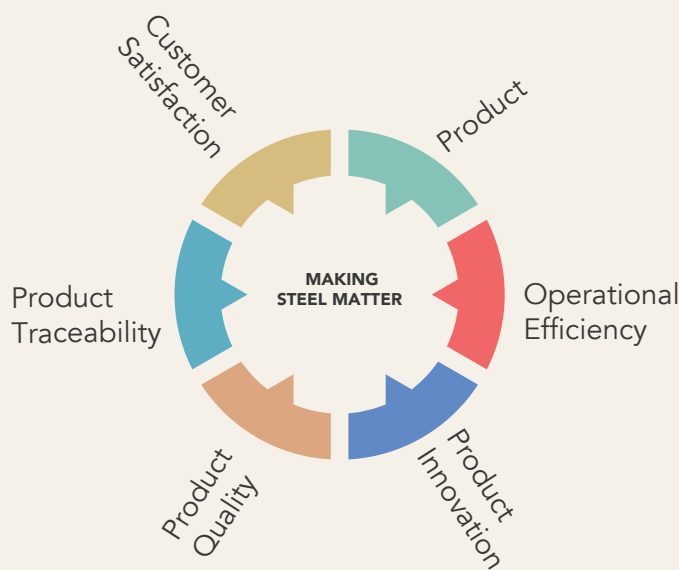 Customer
Satisfaction
Product
MAKING
STEEL MATTER
Product
Traceability
Operational
Efficiency
Product
Quality
Product
Innovation